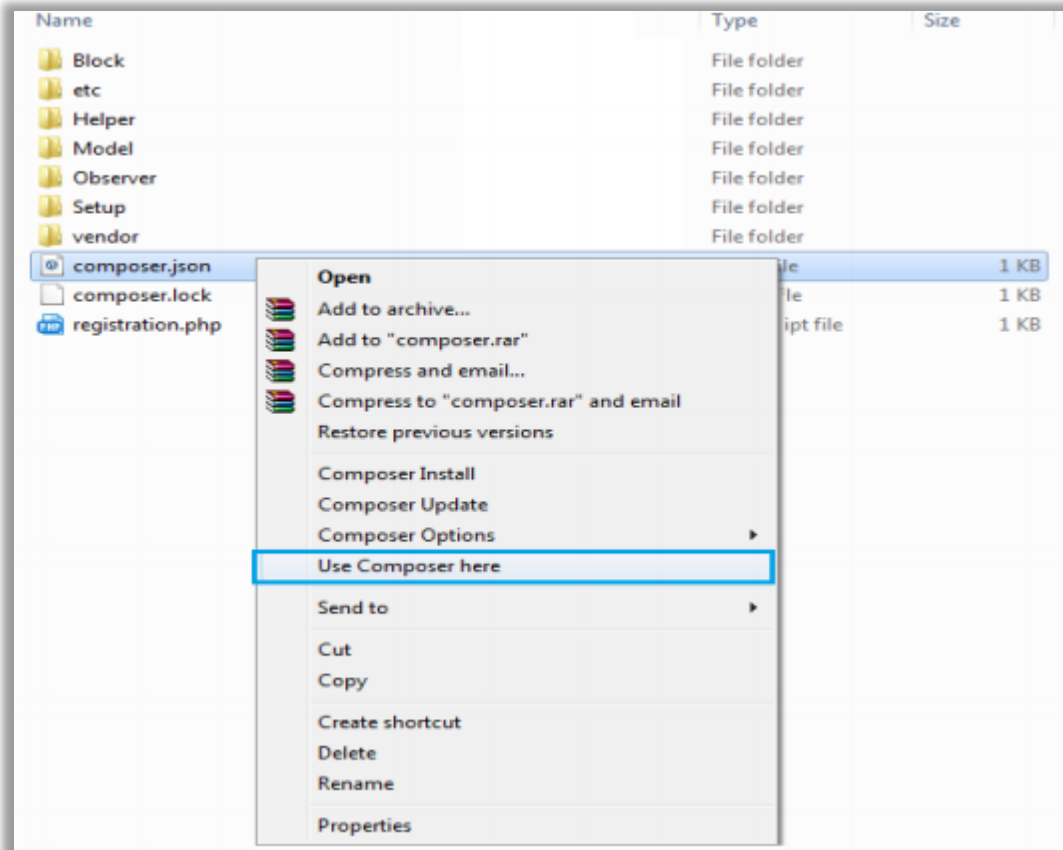 Name Type Size
Block File folder
etc File folder
Helper File folder
Model File folder
Observer File folder
Setup File folder
vendor File folder
composer.json 1 KB
composer.lock 1 KB
registration.php ipt file 1 KB
Open
Add to archive...
Add to "composer.rar"
Compress and email...
Compress to "composer.rar" and email
Restore previous versions
Composer Install
Composer Update
Composer Options
Use Composer here
Send to
Cut
Copy
Create shortcut
Delete
Rename
Properties